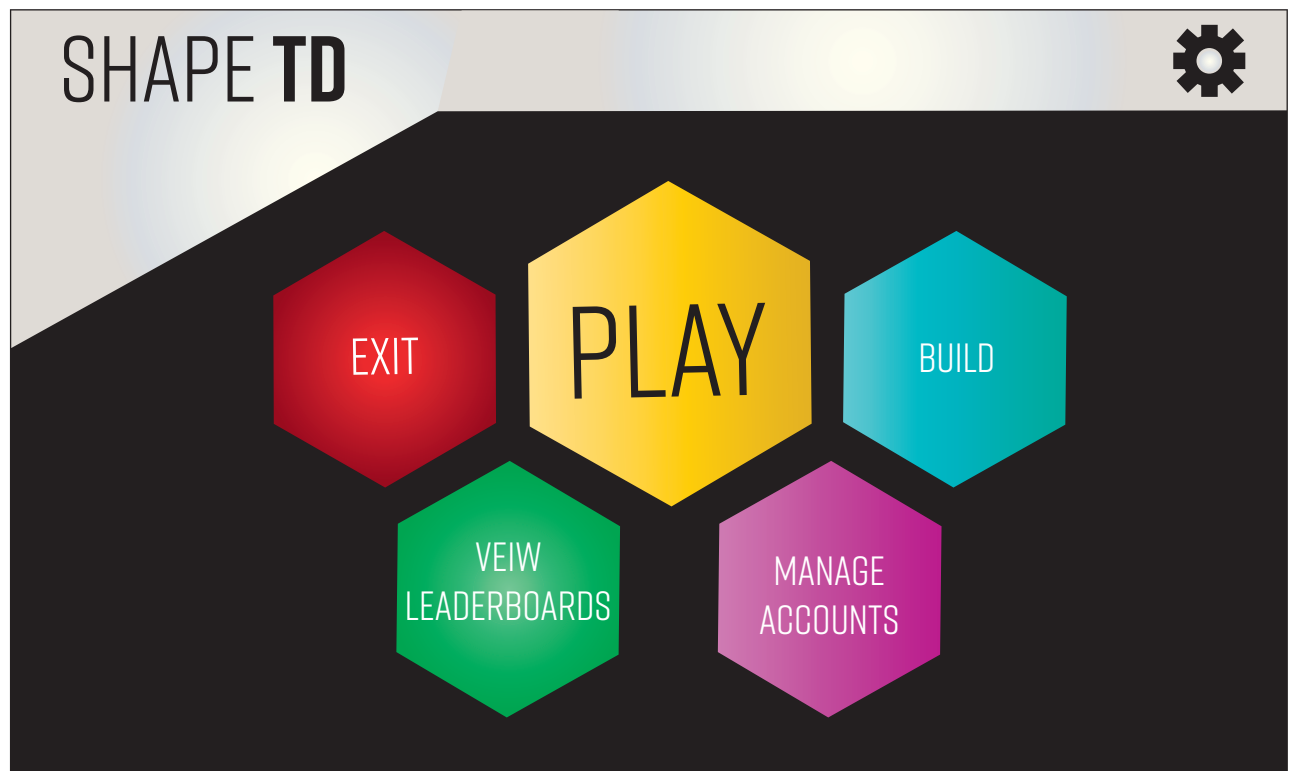 SHAPE TD
EXIT
PLAY
BUILD
VEIW
LEADERBOARDS
MANAGE
ACCOUNTS